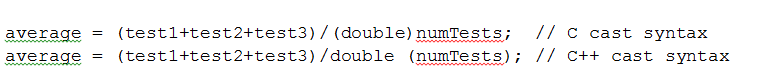 average = (test1+test2+test3)/(double)numTests;  // C cast syntax
average = (test1+test2+test3)/double (numTests); // C++ cast syntax